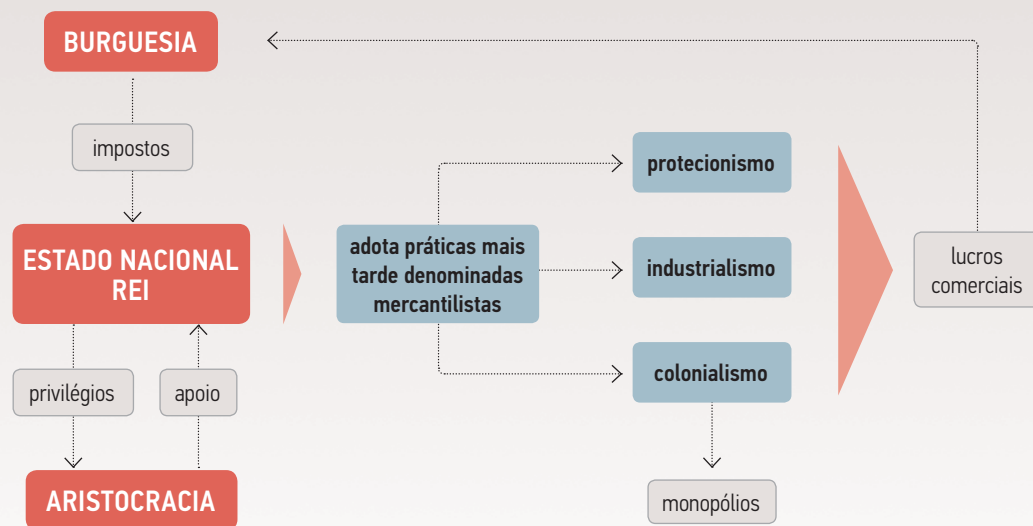 BURGUESIA
impostos
ESTADO NACIONAL
REI
privilégios
apoio
ARISTOCRACIA
adota práticas mais
tarde denominadas
mercantilistas
protecionismo
industrialismo
colonialismo
monopólios
lucros
comerciais